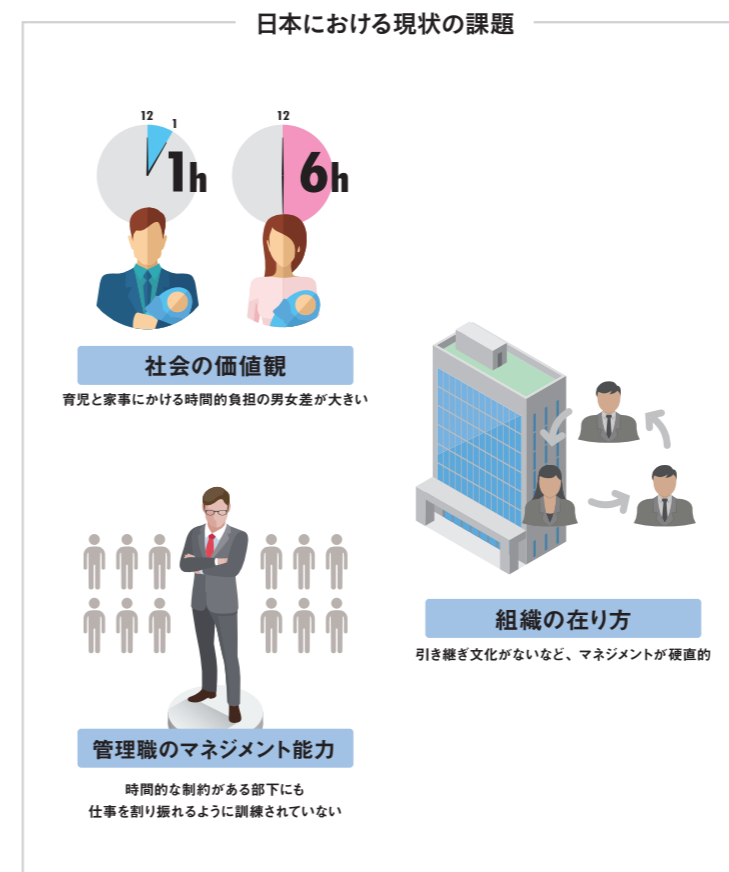 日本における現状の課題
12
1
1h
12
6h
社会の価値観
育児と家事にかける時間的負担の男女差が大きい
管理職のマネジメント能力
時間的な制約がある部下にも
仕事を割り振れるように訓練されていない
組織の在り方
引き継ぎ文化がないなど、マネジメントが硬直的